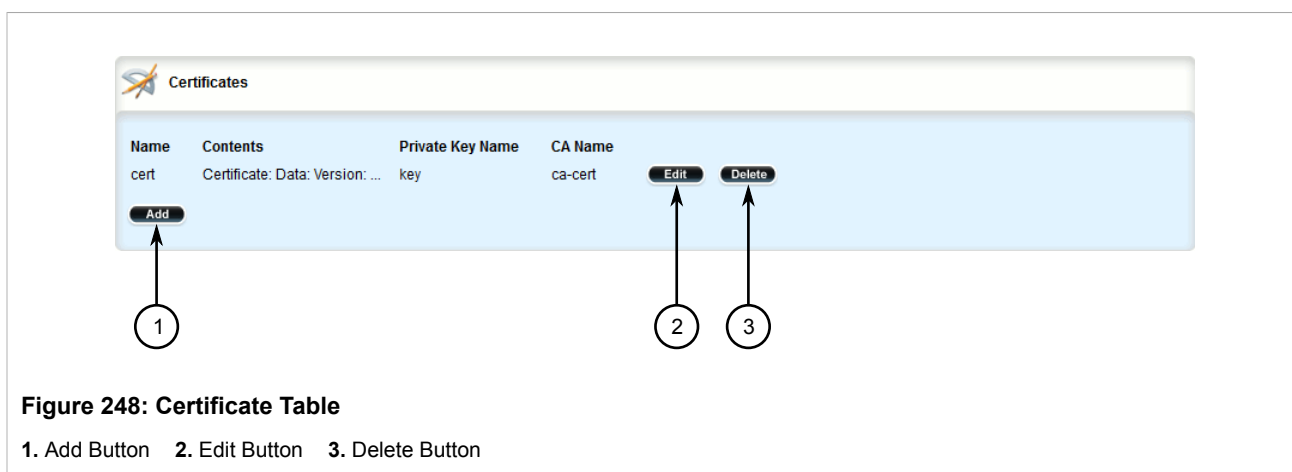 Certificates
Name Contents Private Key Name CA Name
cert Certificate: Data: Version: ... key ca-cert Edit Delete
Add
1 2 3
Figure 248: Certificate Table
1. Add Button 2. Edit Button 3. Delete Button